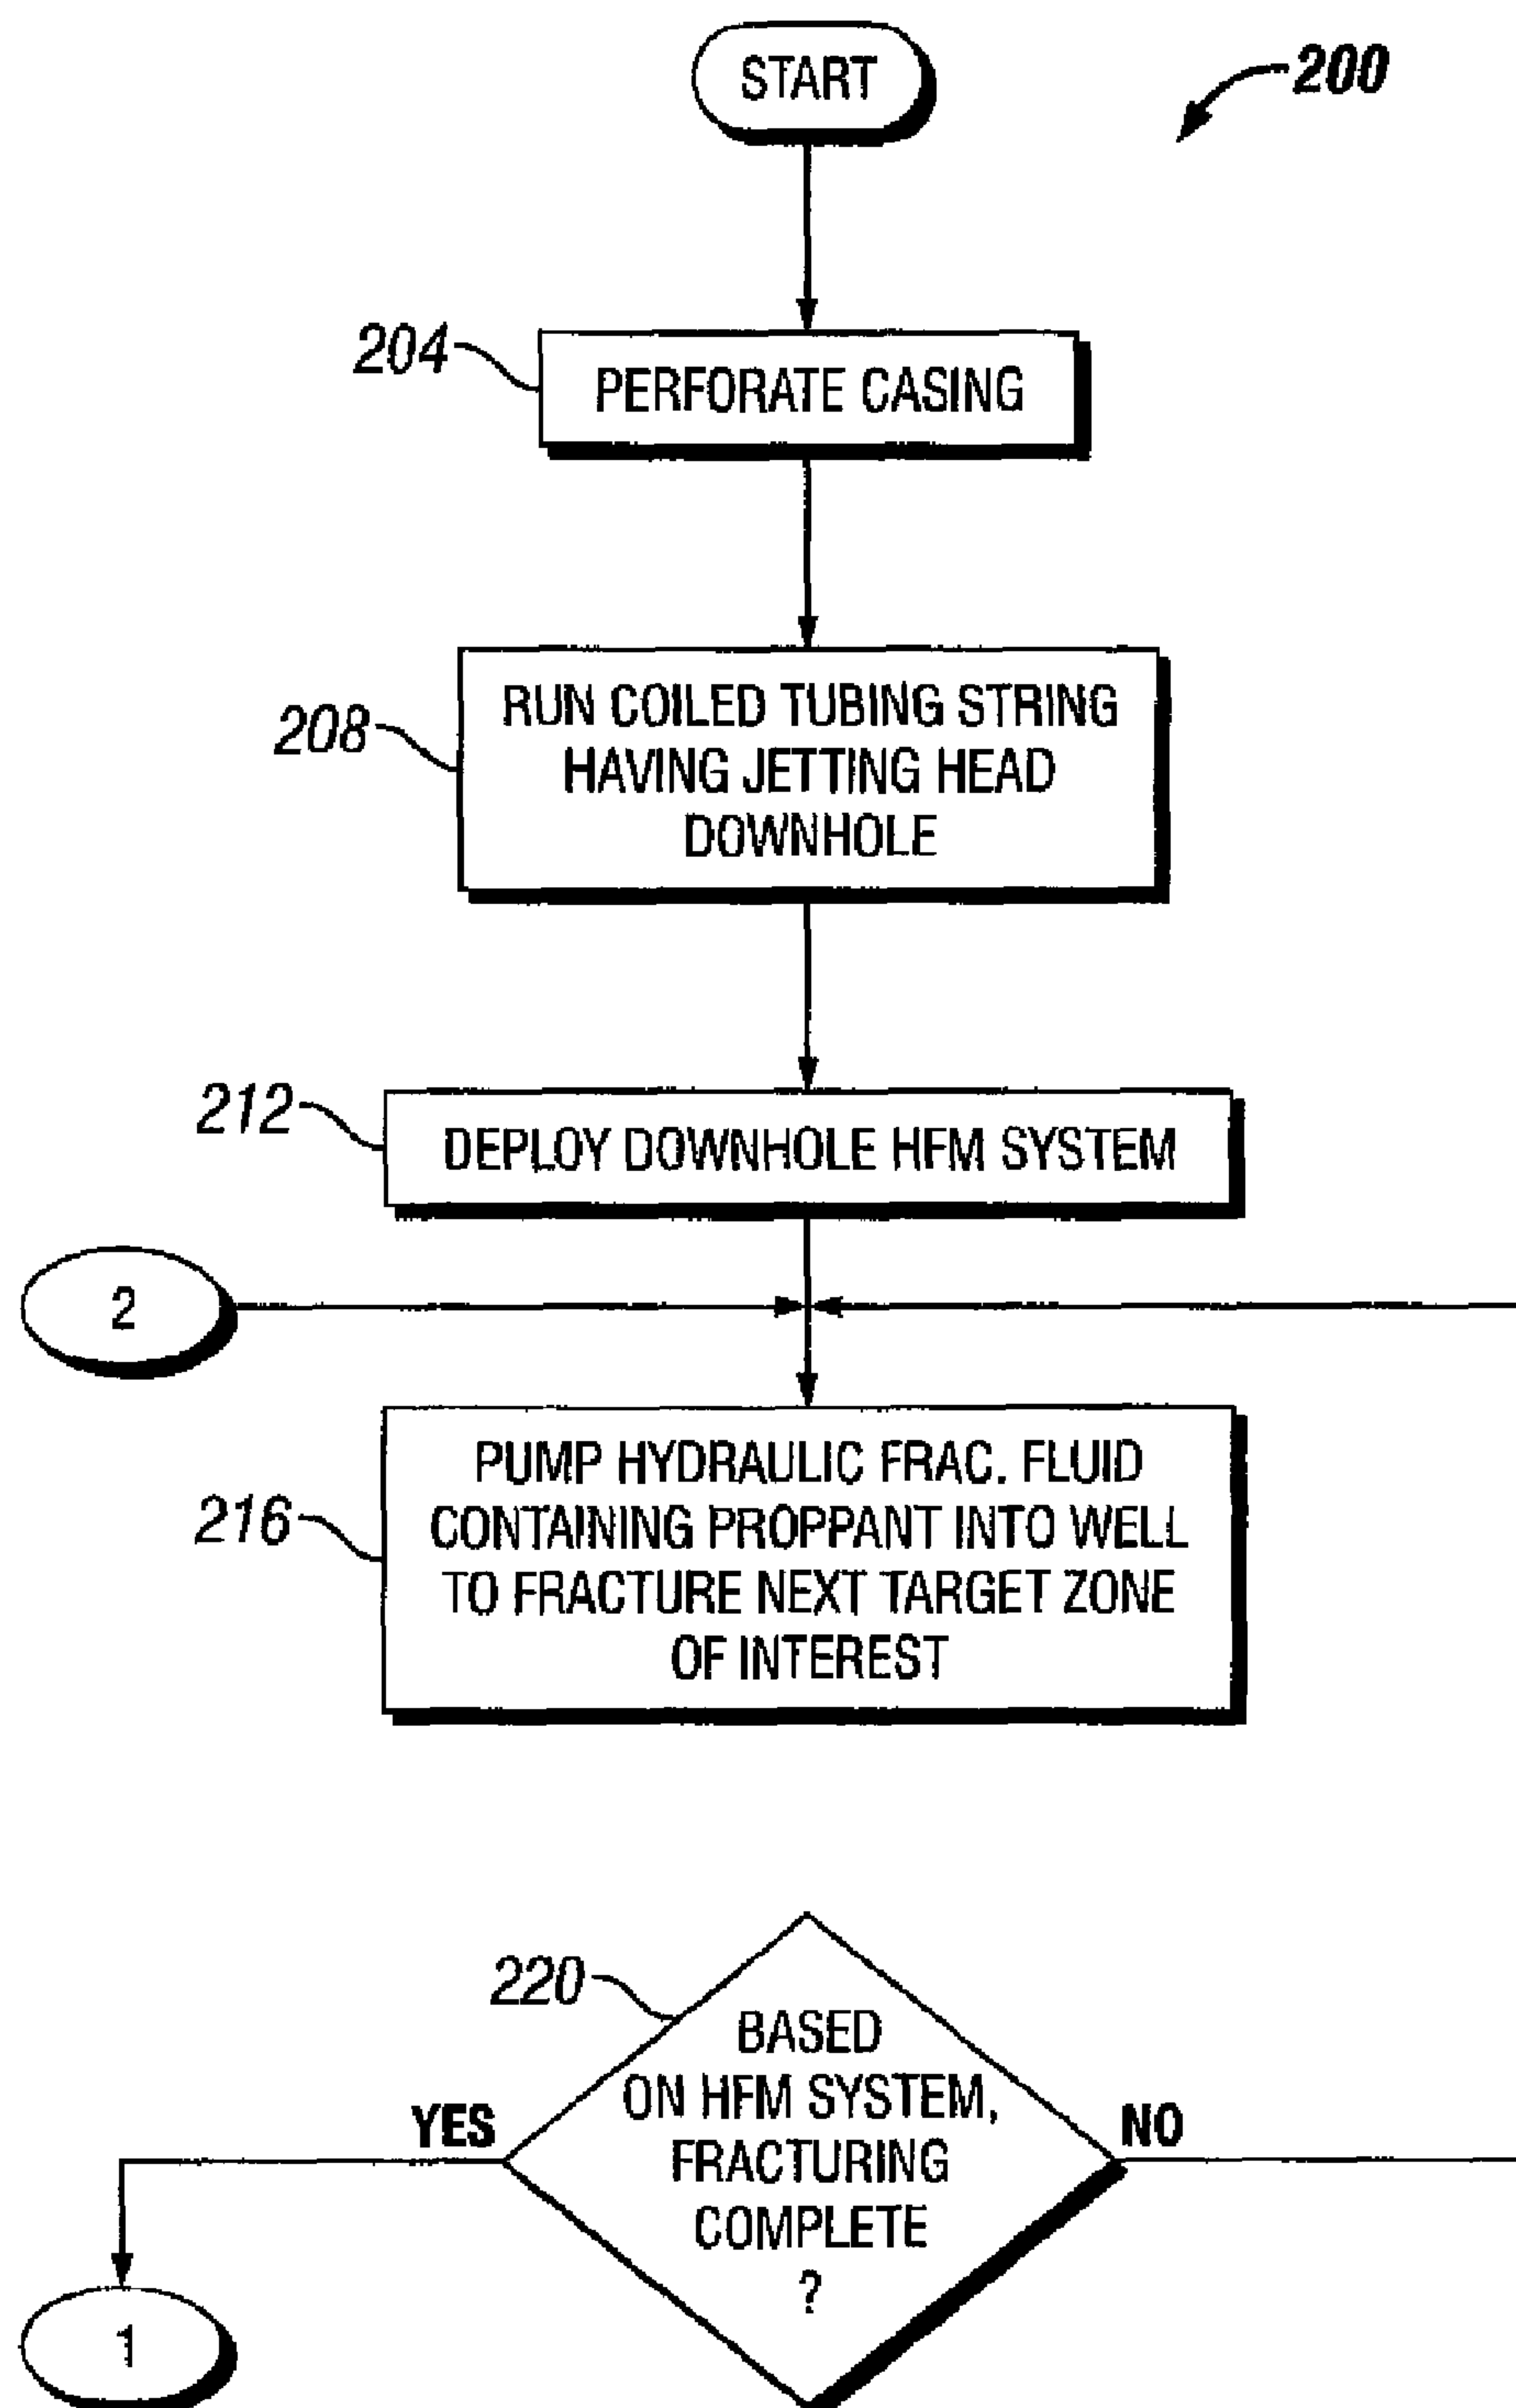 START
200
204
PERFORATE CASING
208
RUN COILED TUBING STRING
HAVING JETTING HEAD
DOWNHOLE
212
DEPLOY DOWNHOLE HFM SYSTEM
2
216
PUMP HYDRAULIC FRAC. FLUID
CONTAINING PROPPANT INTO WELL
TO FRACTURE NEXT TARGET ZONE
OF INTEREST
220
BASED
ON HFM SYSTEM,
FRACTURING
COMPLETE
?
YES
NO
1